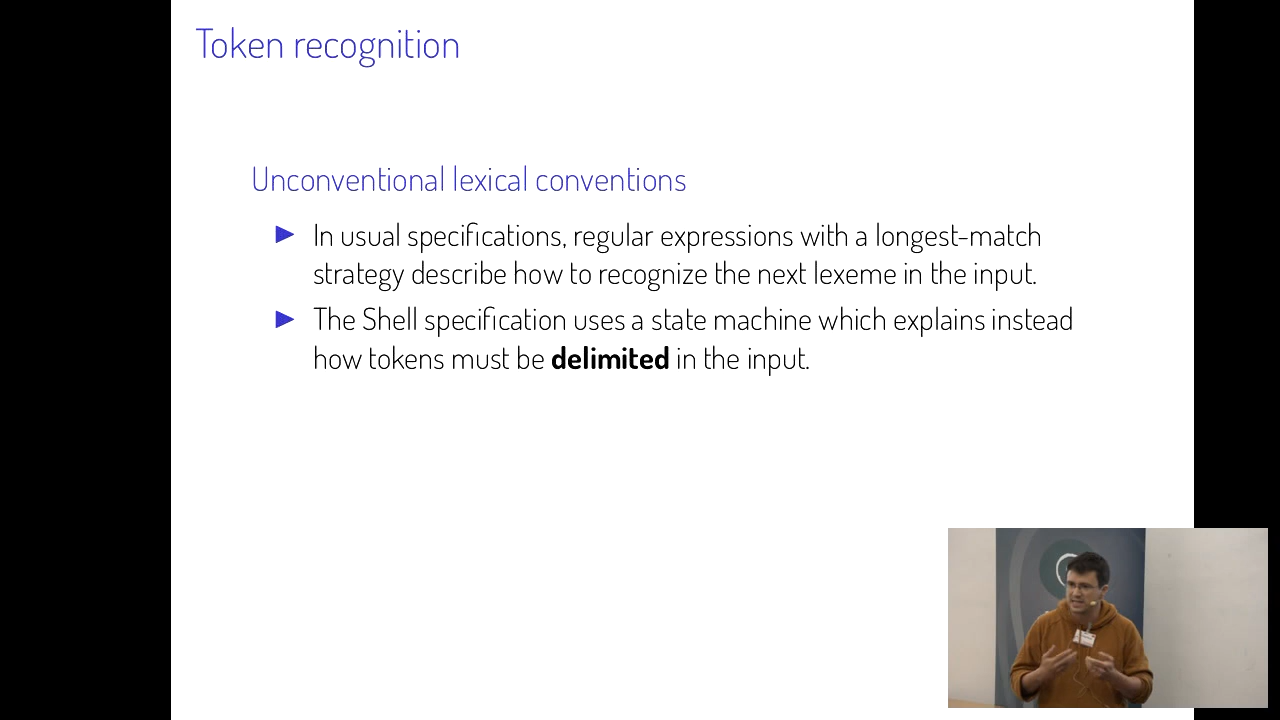 Token recognition
Unconventional lexical conventions
In usual specifications, regular expressions with a longest-match
strategy describe how to recognize the next lexeme in the input.
The Shell specification uses a state machine which explains instead
how tokens must be delimited in the input.